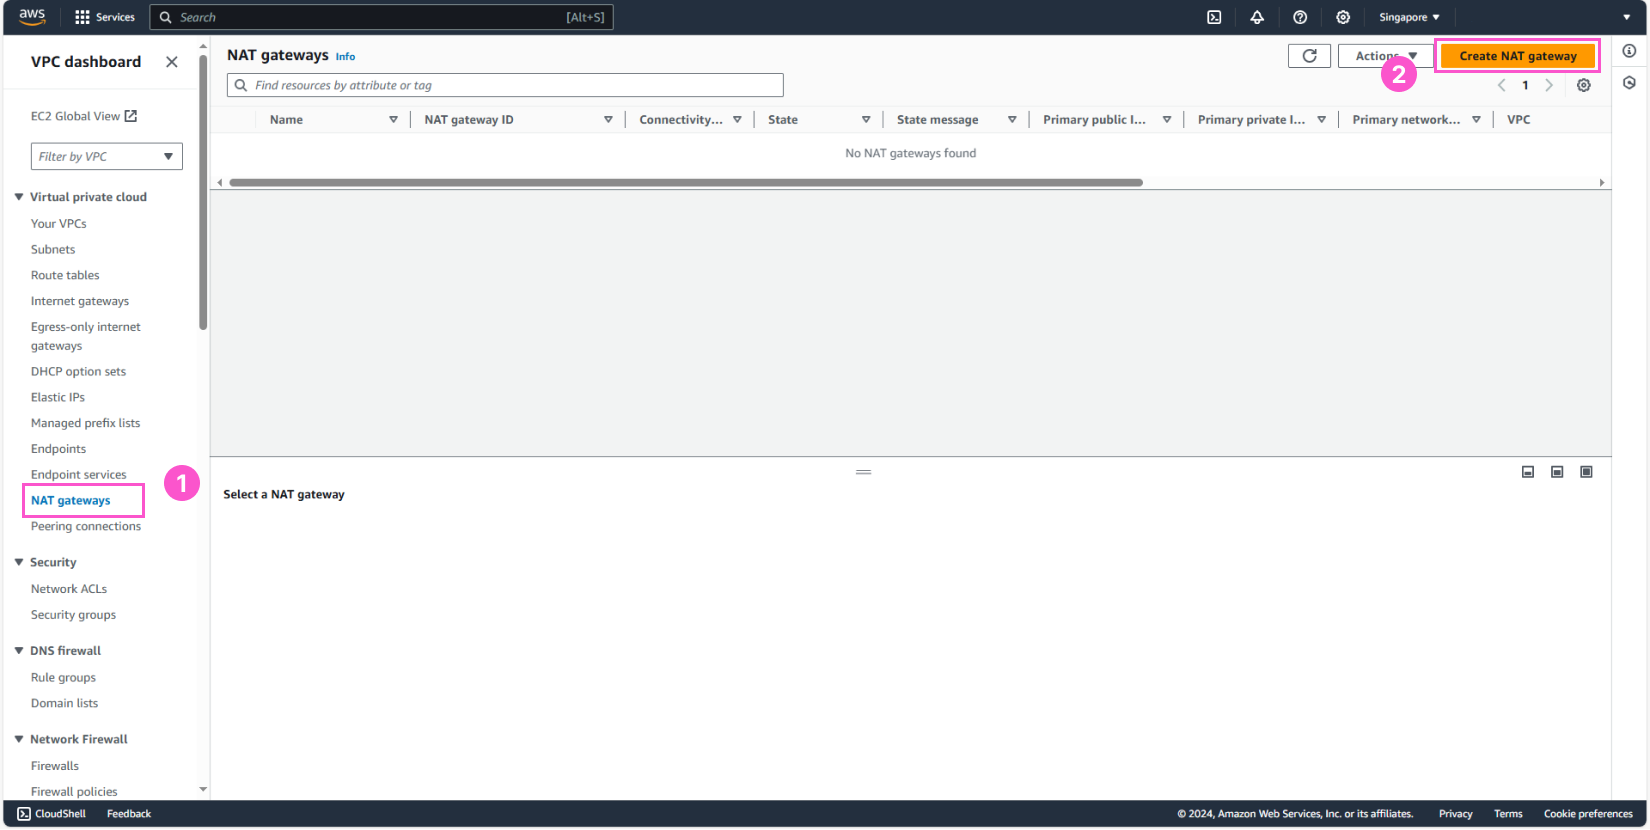 aws
Services
Search
[Alt+S]
Singapore
VPC dashboard
EC2 Global View
Filter by VPC
Virtual private cloud
Your VPCs
Subnets
Route tables
Internet gateways
Egress-only internet
gateways
DHCP option sets
Elastic IPs
Managed prefix lists
Endpoints
Endpoint services
1
NAT gateways
Peering connections
Security
Network ACLs
Security groups
DNS firewall
Rule groups
Domain lists
Network Firewall
Firewalls
Firewall policies
NAT gateways Info
Actions
2
Create NAT gateway
Find resources by attribute or tag
1
Name
NAT gateway ID
Connectivity...
State
State message
Primary public I...
Primary private I...
Primary network...
VPC
No NAT gateways found
Select a NAT gateway
CloudShell
Feedback
© 2024, Amazon Web Services, Inc. or its affiliates.
Privacy
Terms
Cookie preferences